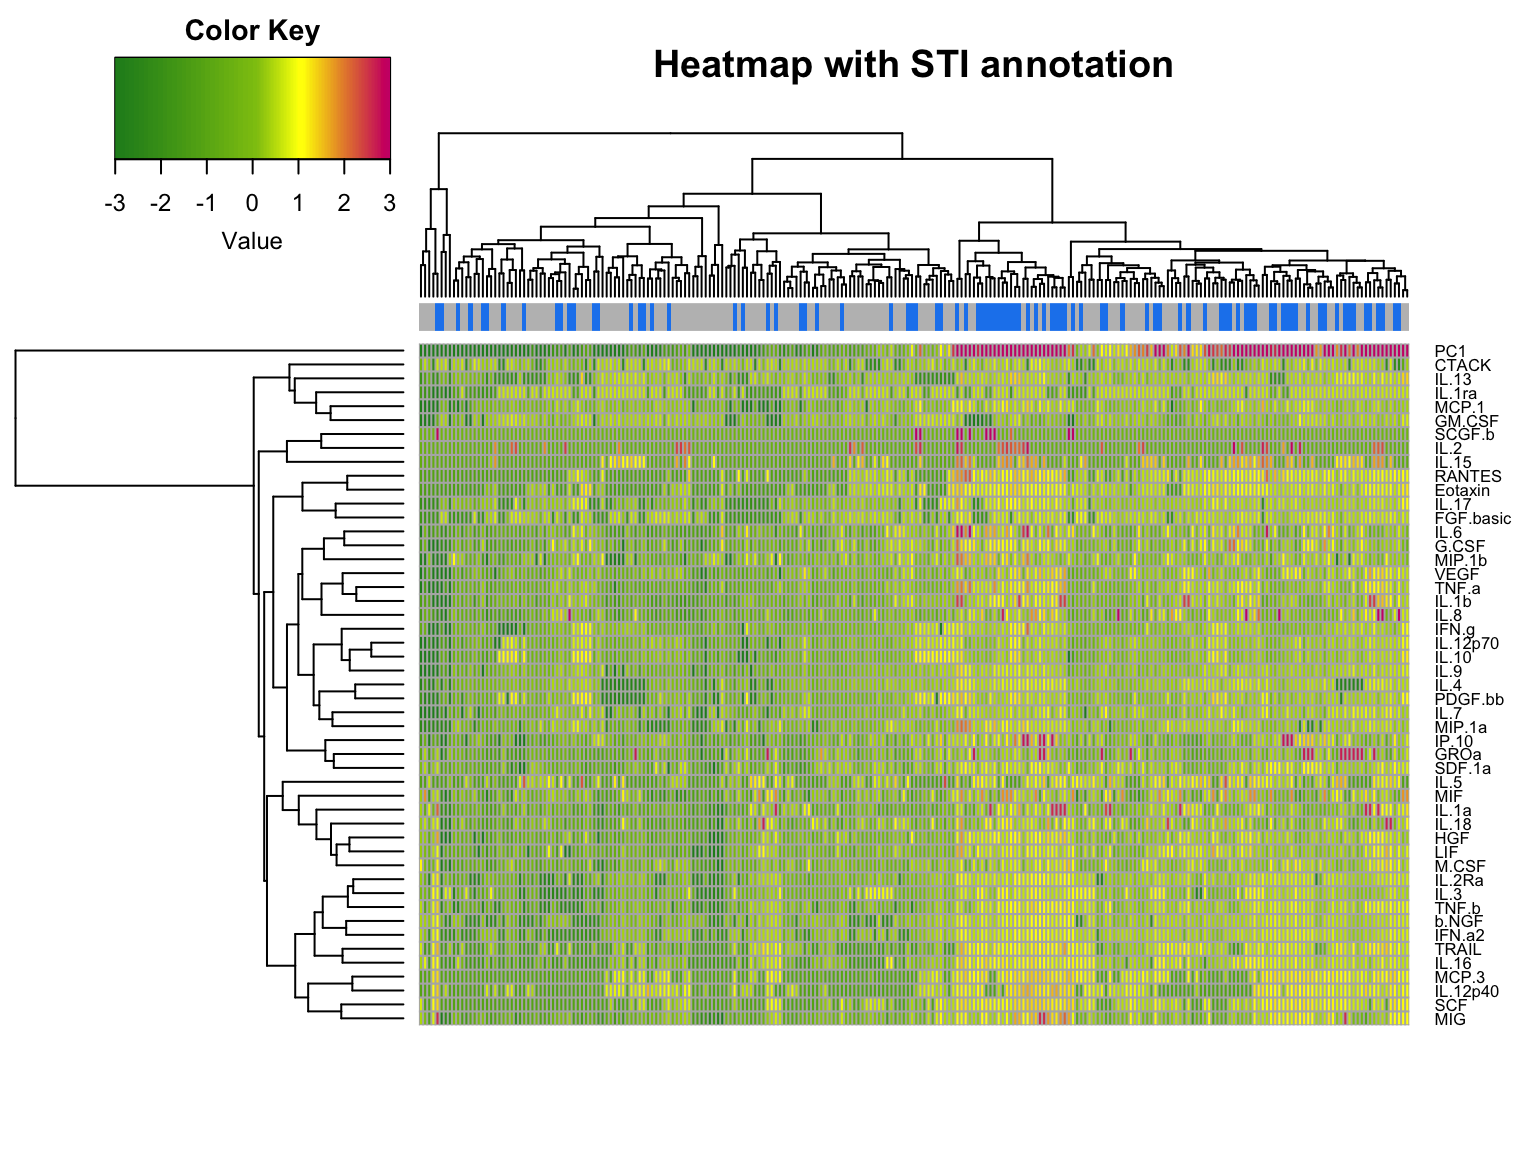 Color Key
Heatmap with STI annotation
-3 -2 -1 0 1 2 3
Value
PC1
CTACK
IL.13
IL.1ra
MCP.1
GM.CSF
SCGF.b
IL.2
IL.15
RANTES
Eotaxin
IL.17
FGF.basic
IL.6
G.CSF
MIP.1b
VEGF
TNF.a
IL.1b
IL.8
IFN.g
IL.12p70
IL.10
IL.9
IL.4
PDGF.bb
IL.7
MIP.1a
IP.10
GROa
SDF.1a
IL.5
MIF
IL.1a
IL.18
HGF
LIF
M.CSF
IL.2Ra
IL.3
TNF.b
b.NGF
IFN.a2
TRAIL
IL.16
MCP.3
IL.12p40
SCF
MIG